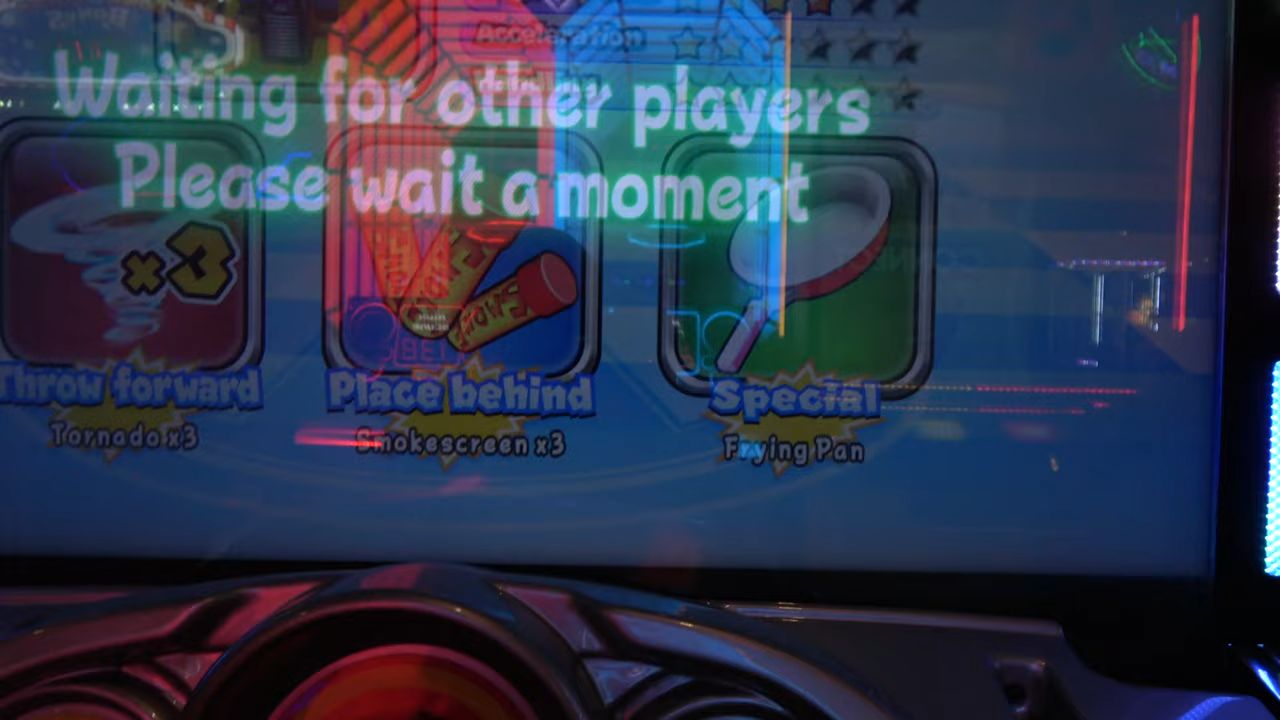 Acceleration
Waiting for other players
Please wait a moment
x3
Throw forward
Tornado x3
Place behind
Smokescreen x3
Special
Frying Pan